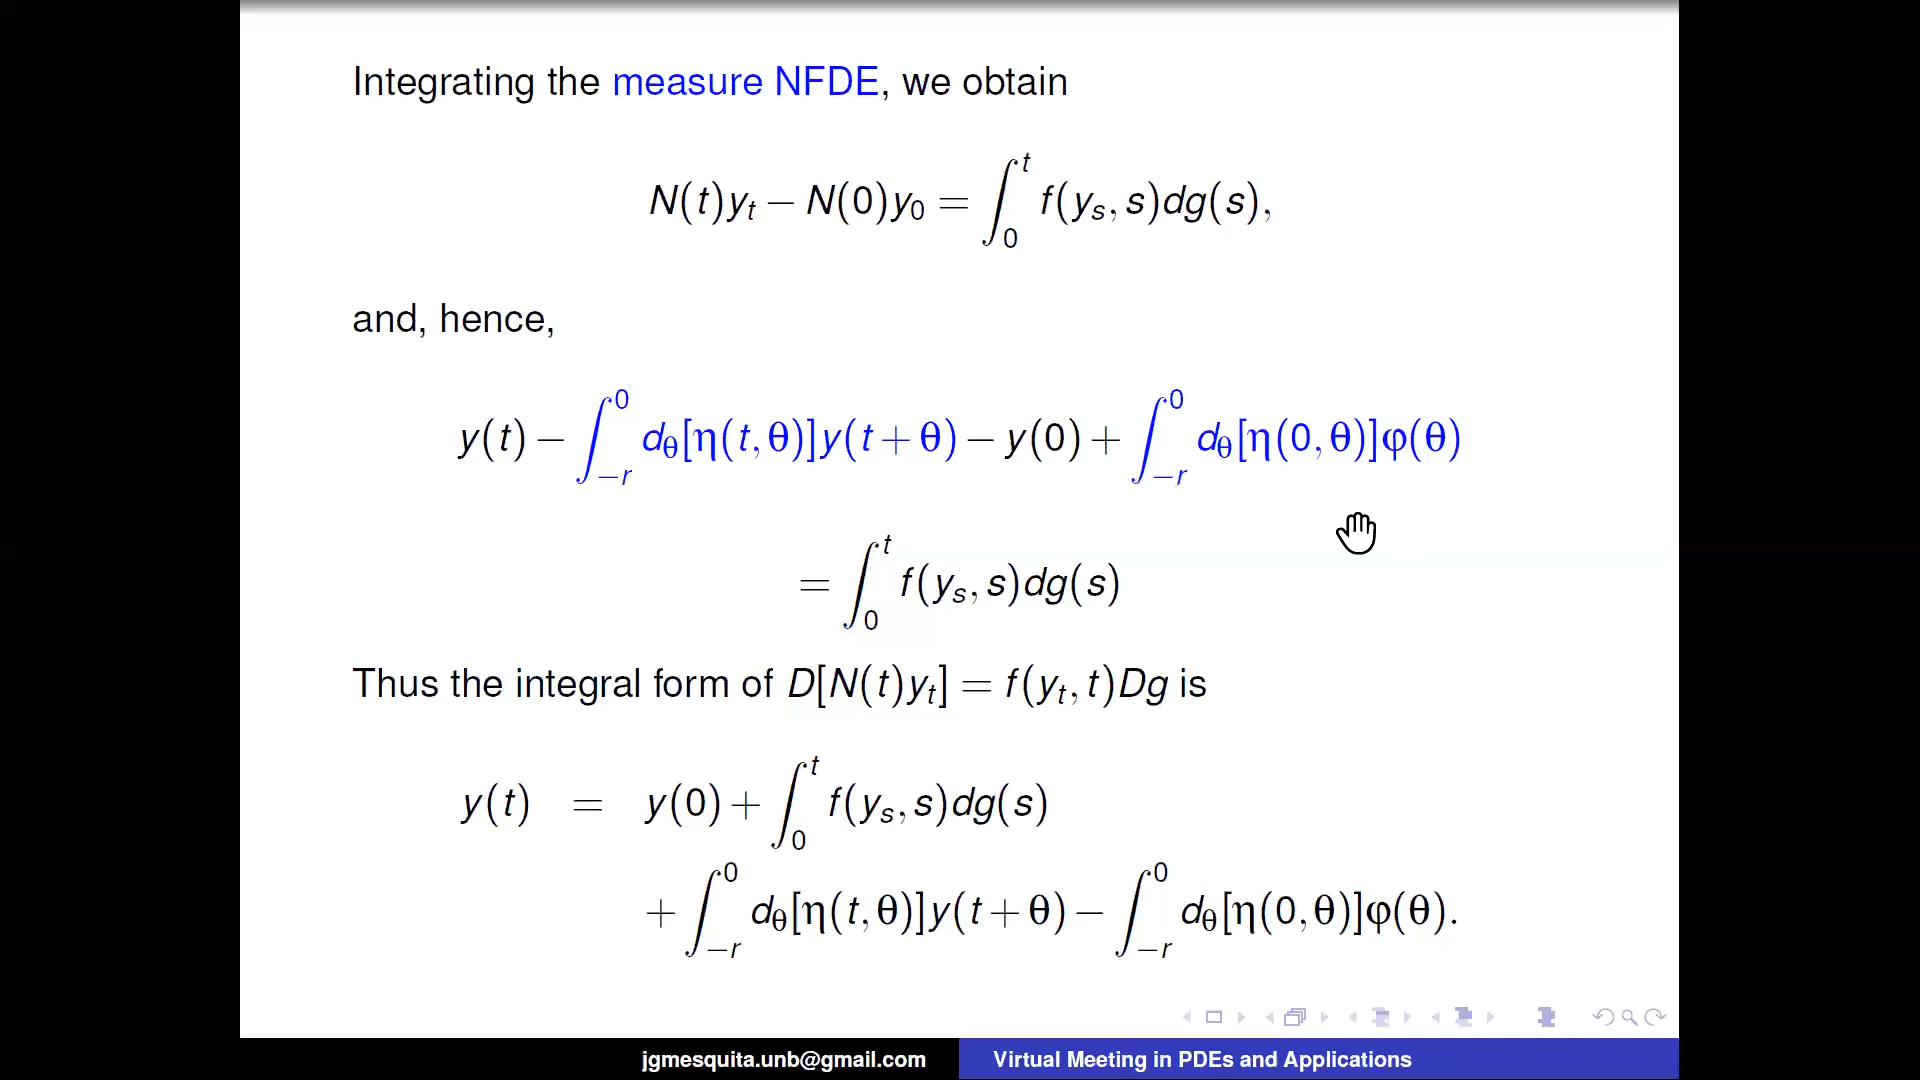 Integrating the measure NFDE, we obtain
N(t)y_t − N(0)y_0 = ∫_0^t f(y_s, s)dg(s),
and, hence,
y(t) − ∫_{−r}^0 d_θ[η(t, θ)]y(t + θ) − y(0) + ∫_{−r}^0 d_θ[η(0, θ)]φ(θ)
= ∫_0^t f(y_s, s)dg(s)
Thus the integral form of D[N(t)y_t] = f(y_t, t)Dg is
y(t) = y(0) + ∫_0^t f(y_s, s)dg(s)
+ ∫_{−r}^0 d_θ[η(t, θ)]y(t + θ) − ∫_{−r}^0 d_θ[η(0, θ)]φ(θ).
jgmesquita.unb@gmail.com Virtual Meeting in PDEs and Applications